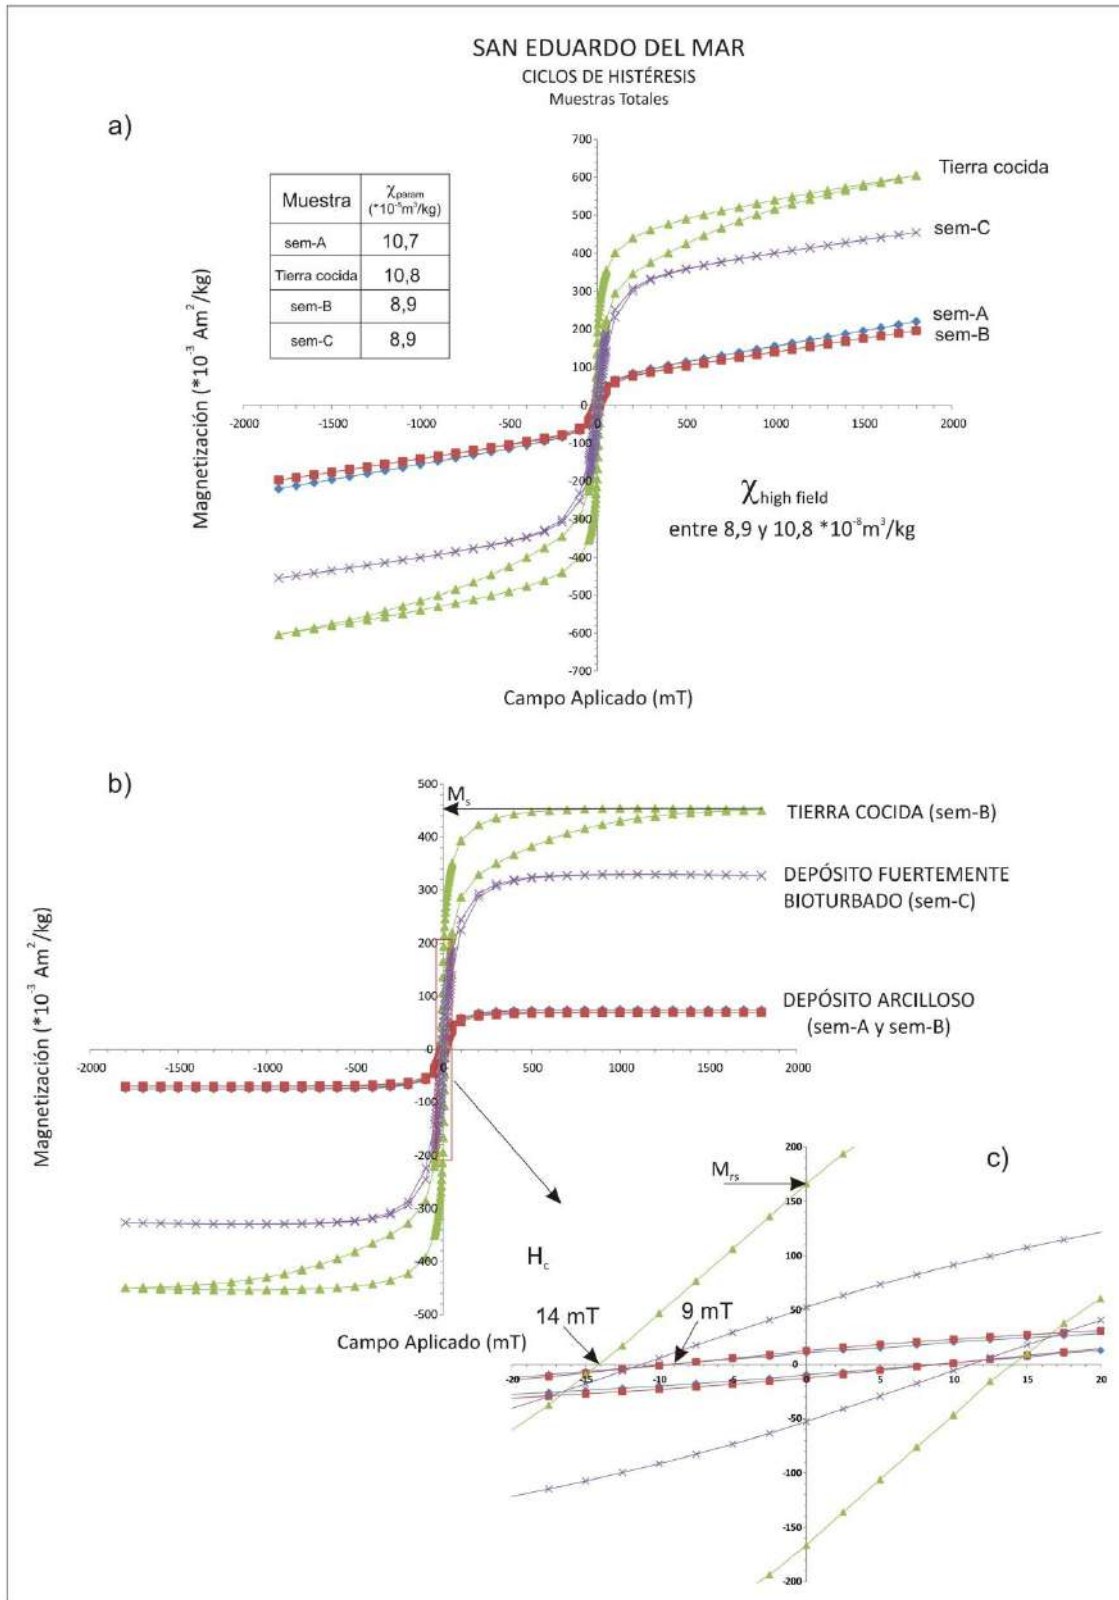 SAN EDUARDO DEL MAR
CICLOS DE HISTÉRESIS
Muestras Totales
a)
Muestra χparam (*10⁻⁸m³/kg)
sem-A 10,7
Tierra cocida 10,8
sem-B 8,9
sem-C 8,9
Magnetización (*10⁻³ Am²/kg)
700
600
500
400
300
200
100
0
-100
-200
-300
-400
-500
-600
-700
-2000 -1500 -1000 -500 0 500 1000 1500 2000
Tierra cocida
sem-C
sem-A
sem-B
χhigh field
entre 8,9 y 10,8 *10⁻⁸m³/kg
Campo Aplicado (mT)
b)
Magnetización (*10⁻³ Am²/kg)
500
400
300
200
100
0
-100
-200
-300
-400
-500
-2000 -1500 -1000 -500 0 500 1000 1500 2000
Ms
TIERRA COCIDA (sem-B)
DEPÓSITO FUERTEMENTE
BIOTURBADO (sem-C)
DEPÓSITO ARCILLOSO
(sem-A y sem-B)
Campo Aplicado (mT)
c)
Mrs
Hc
14 mT
9 mT
200
150
100
50
0
-50
-100
-150
-200
-20 -15 -10 -5 0 5 10 15 20